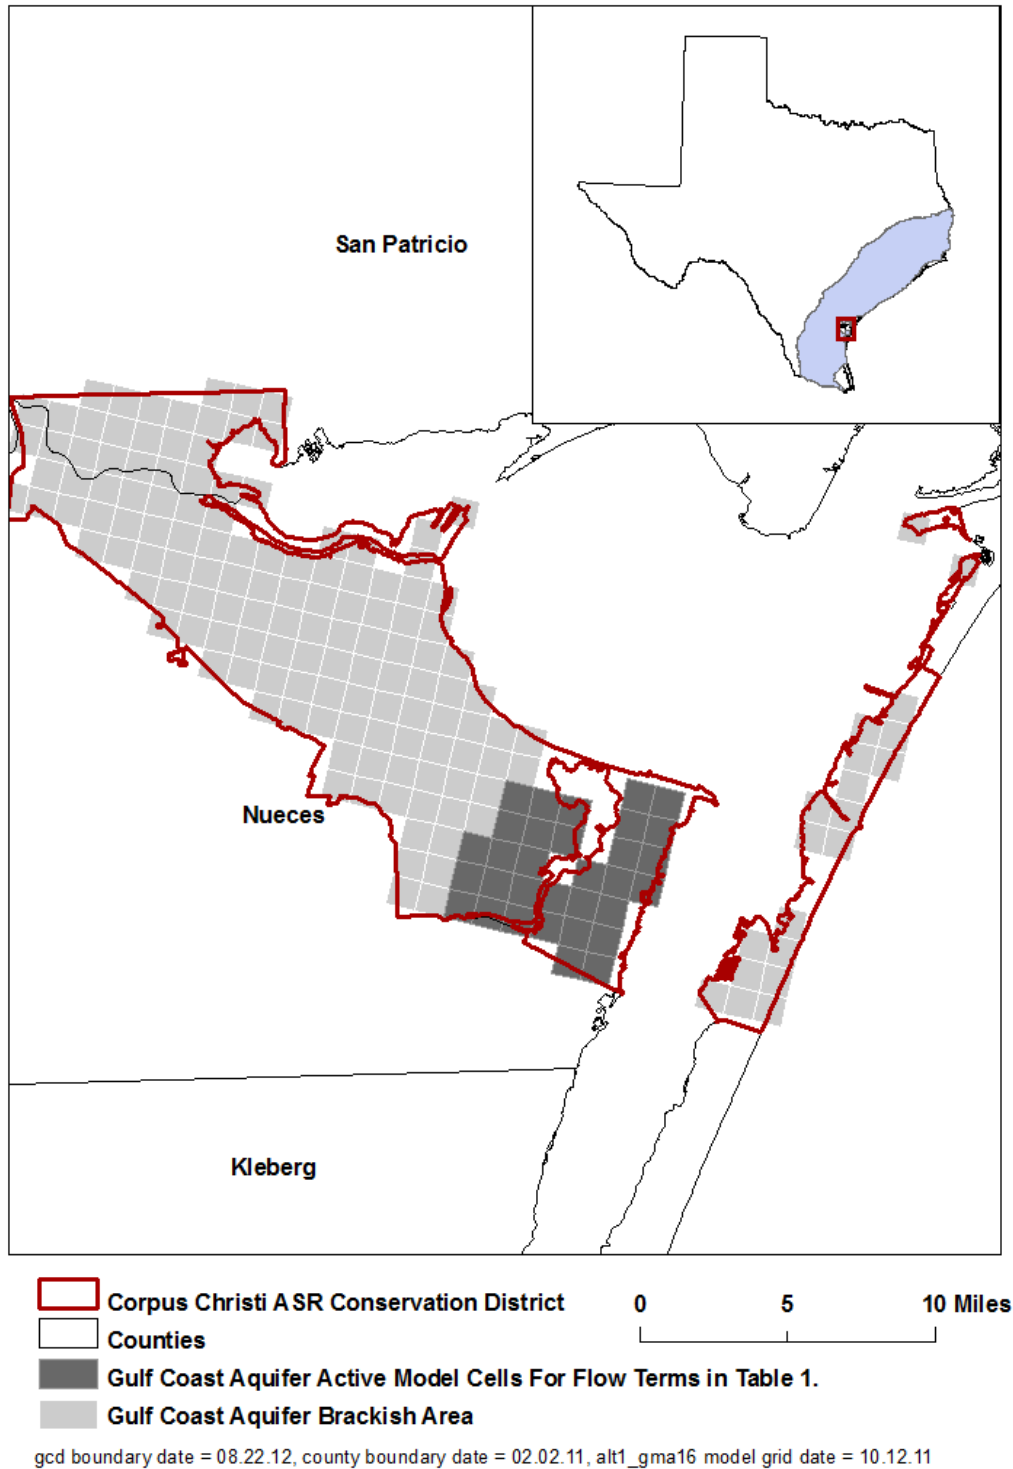 San Patricio
Nueces
Kleberg
Corpus Christi ASR Conservation District
Counties
Gulf Coast Aquifer Active Model Cells For Flow Terms in Table 1.
Gulf Coast Aquifer Brackish Area
0 5 10 Miles
gcd boundary date = 08.22.12, county boundary date = 02.02.11, alt1_gma16 model grid date = 10.12.11